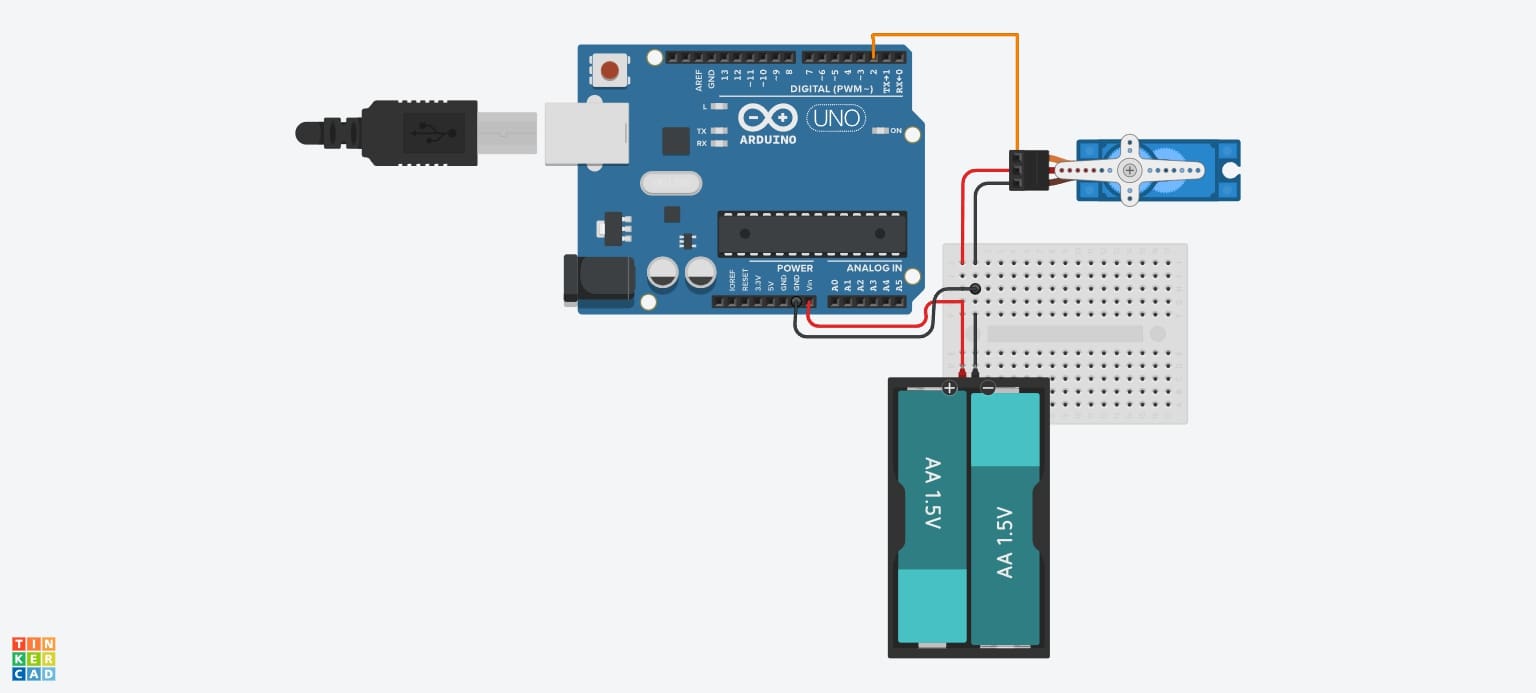 AREF
GND
13
12
~11
~10
~9
8
7
~6
~5
4
~3
2
TX→1
RX←0
DIGITAL (PWM~)
L
TX
RX
ARDUINO
UNO
ON
IOREF
RESET
3.3V
5V
GND
GND
Vin
POWER
ANALOG IN
A0
A1
A2
A3
A4
A5
+
−
AA 1.5V
AA 1.5V
TIN
KER
CAD